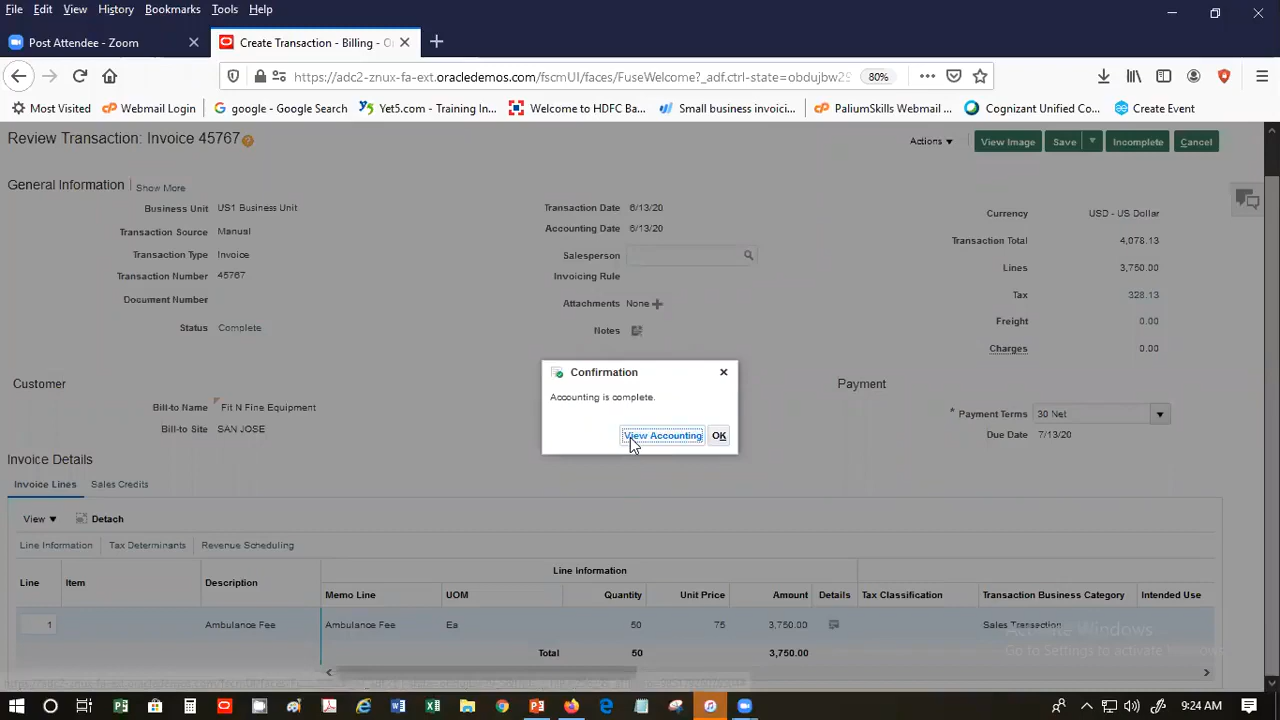 File Edit View History Bookmarks Tools Help
Post Attendee - Zoom Create Transaction - Billing - O
https://adc2-znux-fa-ext.oracledemos.com/fscmUI/faces/FuseWelcome?_adf.ctrl-state=obdujbw29 80%
Most Visited Webmail Login google - Google Search Yet5.com - Training In... Welcome to HDFC Ba... Small business invoici... PaliumSkills Webmail ... Cognizant Unified Co... Create Event
Review Transaction: Invoice 45767 Actions View Image Save Incomplete Cancel
General Information Show More
Business Unit US1 Business Unit Transaction Date 6/13/20 Currency USD - US Dollar
Transaction Source Manual Accounting Date 6/13/20 Transaction Total 4,078.13
Transaction Type Invoice Salesperson Lines 3,750.00
Transaction Number 45767 Invoicing Rule Tax 328.13
Document Number Attachments None Freight 0.00
Status Complete Notes Charges 0.00
Confirmation
Accounting is complete.
View Accounting OK
Customer Payment
Bill-to Name Fit N Fine Equipment * Payment Terms 30 Net
Bill-to Site SAN JOSE Due Date 7/13/20
Invoice Details
Invoice Lines Sales Credits
View Detach
Line Information Tax Determinants Revenue Scheduling
Line Information
Line Item Description Memo Line UOM Quantity Unit Price Amount Details Tax Classification Transaction Business Category Intended Use
1 Ambulance Fee Ambulance Fee Ea 50 75 3,750.00 Sales Transaction
Total 50 3,750.00
Activate Windows
Go to Settings to activate Windows.
9:24 AM